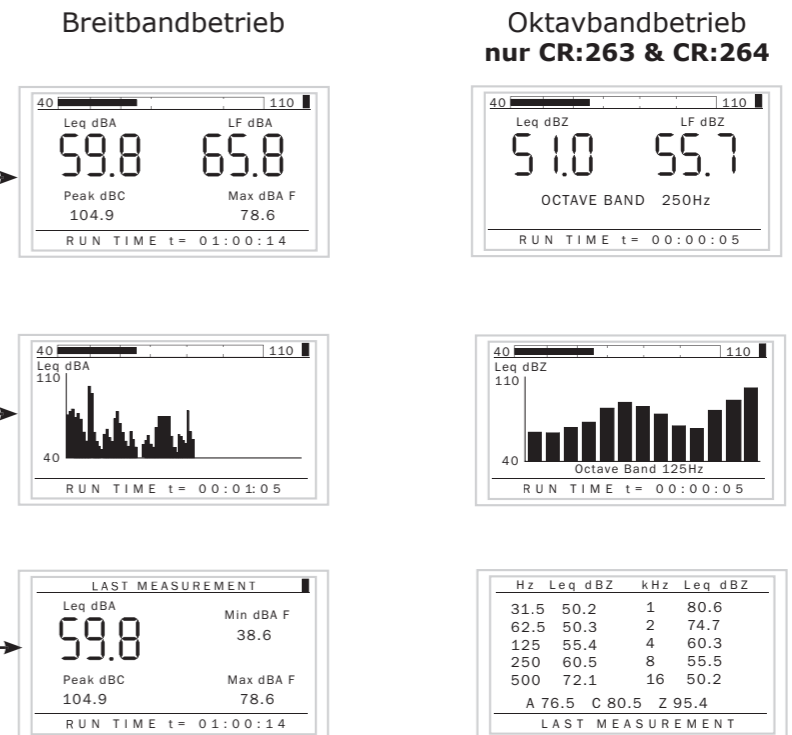 Breitbandbetrieb
Oktavbandbetrieb
nur CR:263 & CR:264
40 110
Leq dBA LF dBA
59.8 65.8
Peak dBC Max dBA F
104.9 78.6
RUN TIME t= 01:00:14
40 110
Leq dBZ LF dBZ
51.0 55.7
OCTAVE BAND 250Hz
RUN TIME t= 00:00:05
40 110
Leq dBA
110
40
RUN TIME t= 00:01:05
40 110
Leq dBZ
110
40
Octave Band 125Hz
RUN TIME t= 00:00:05
LAST MEASUREMENT
Leq dBA Min dBA F
59.8 38.6
Peak dBC Max dBA F
104.9 78.6
RUN TIME t= 01:00:14
Hz Leq dBZ kHz Leq dBZ
31.5 50.2 1 80.6
62.5 50.3 2 74.7
125 55.4 4 60.3
250 60.5 8 55.5
500 72.1 16 50.2
A 76.5 C 80.5 Z 95.4
LAST MEASUREMENT